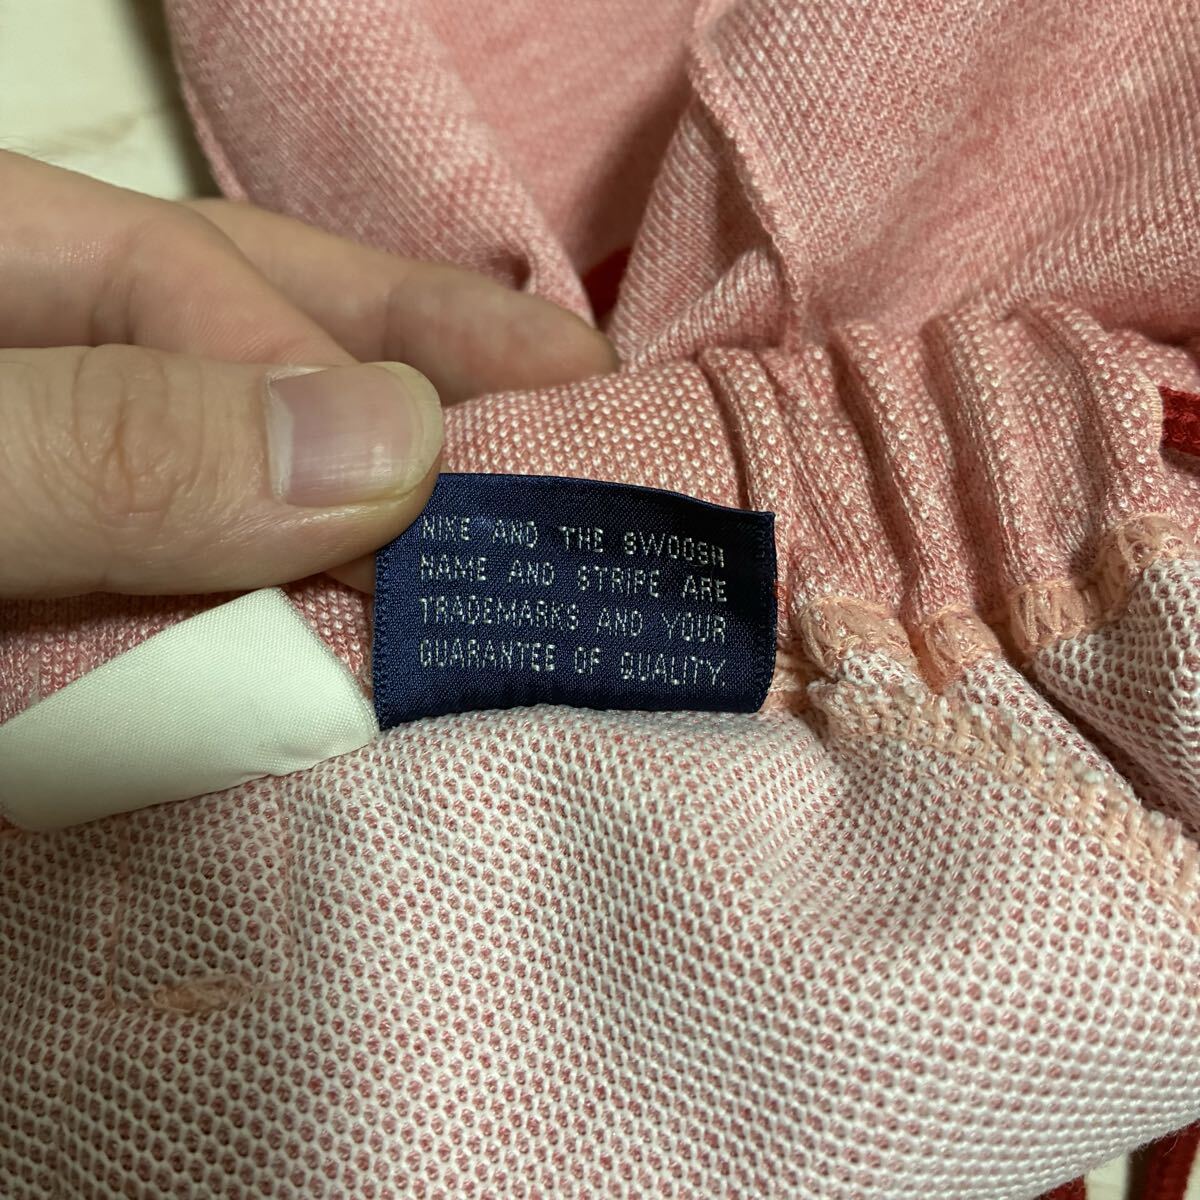 NIKE AND THE SWOOSH
NAME AND STRIPE ARE
TRADEMARKS AND YOUR
GUARANTEE OF QUALITY.